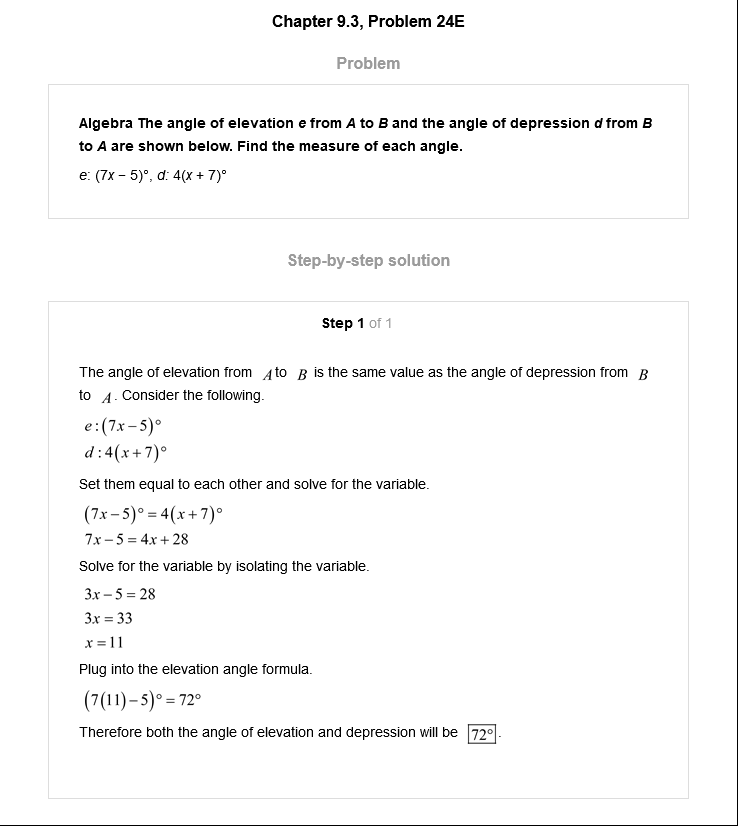 Chapter 9.3, Problem 24E
Problem
Algebra The angle of elevation e from A to B and the angle of depression d from B
to A are shown below. Find the measure of each angle.
e: (7x − 5)°, d: 4(x + 7)°
Step-by-step solution
Step 1 of 1
The angle of elevation from A to B is the same value as the angle of depression from B
to A. Consider the following.
e:(7x−5)°
d:4(x+7)°
Set them equal to each other and solve for the variable.
(7x−5)°=4(x+7)°
7x−5=4x+28
Solve for the variable by isolating the variable.
3x−5=28
3x=33
x=11
Plug into the elevation angle formula.
(7(11)−5)°=72°
Therefore both the angle of elevation and depression will be 72°.